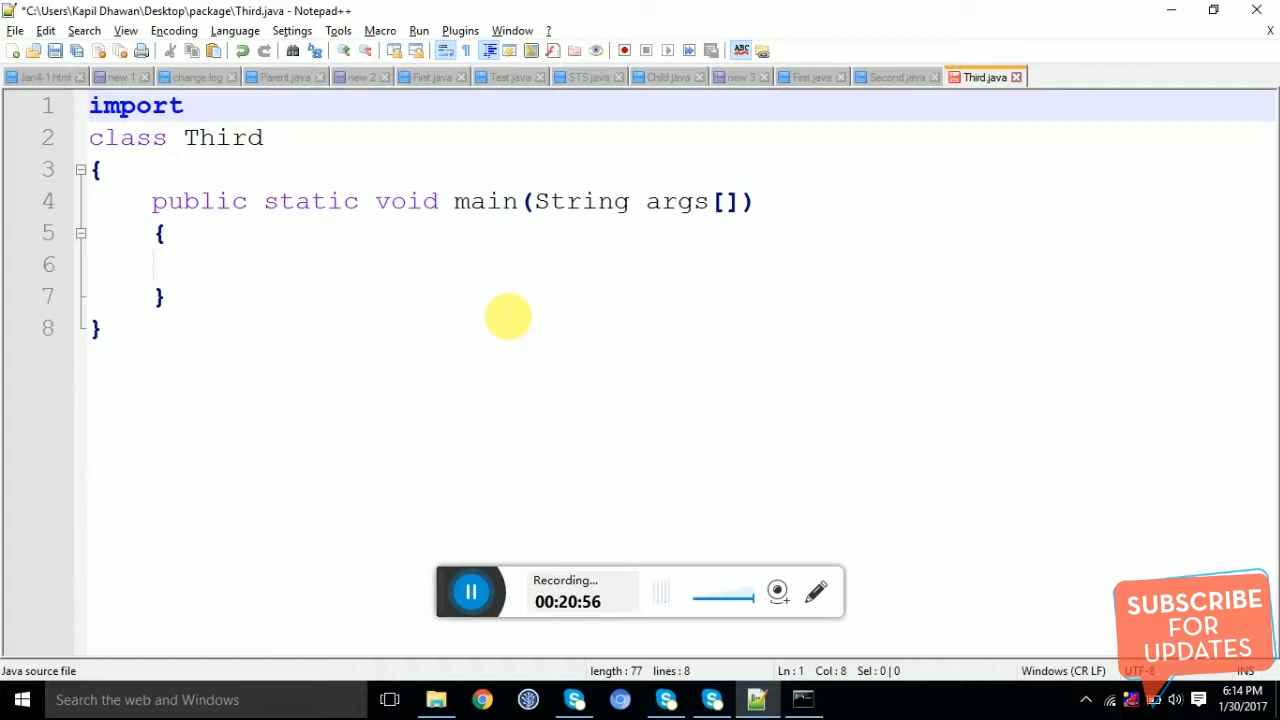 *C:\Users\Kapil Dhawan\Desktop\package\Third.java - Notepad++
File Edit Search View Encoding Language Settings Tools Macro Run Plugins Window ? X
Jan4-1.html new 1 change.log Parent.java new 2 First.java Test.java STS.java Child.java new 3 First.java Second.java Third.java
1 import
2 class Third
3 {
4 public static void main(String args[])
5 {
6
7 }
8 }
Recording...
00:20:56
SUBSCRIBE
FOR
UPDATES
Java source file length : 77 lines : 8 Ln : 1 Col : 8 Sel : 0 | 0 Windows (CR LF) UTF-8 INS
Search the web and Windows
6:14 PM
1/30/2017